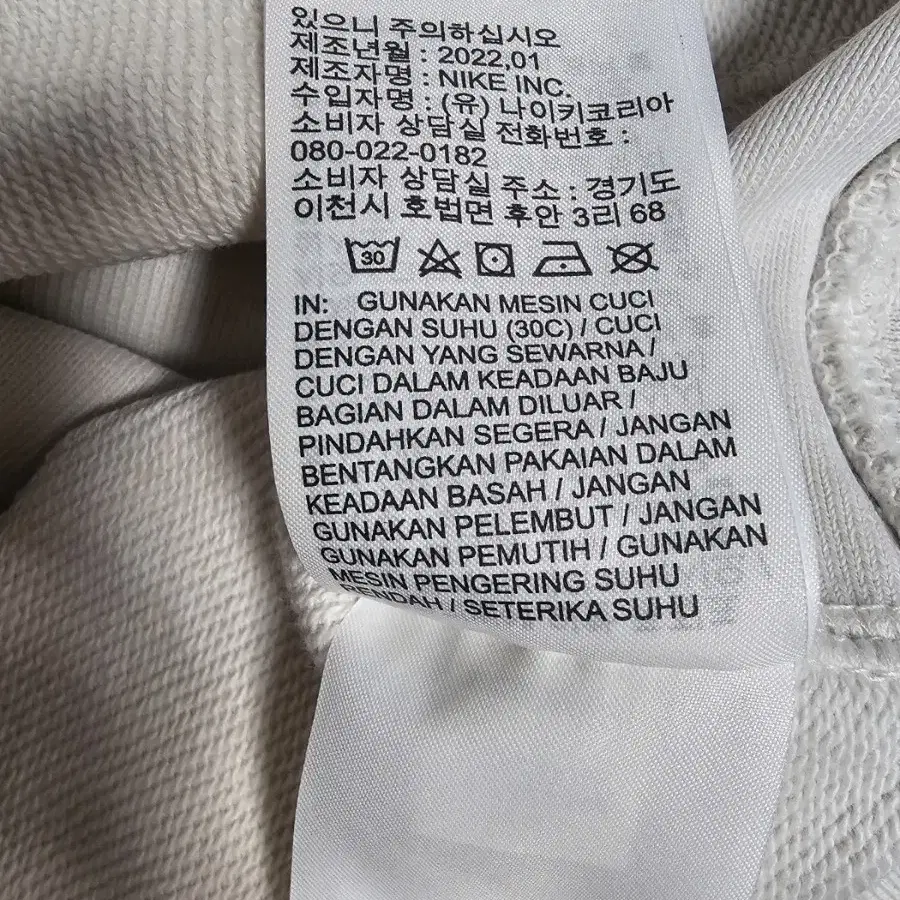 있으니 주의하십시오
제조년월 : 2022,01
제조자명 : NIKE INC.
수입자명 : (유) 나이키코리아
소비자 상담실 전화번호 :
080-022-0182
소비자 상담실 주소 : 경기도
이천시 호법면 후안 3리 68
30
IN: GUNAKAN MESIN CUCI
DENGAN SUHU (30C) / CUCI
DENGAN YANG SEWARNA /
CUCI DALAM KEADAAN BAJU
BAGIAN DALAM DILUAR /
PINDAHKAN SEGERA / JANGAN
BENTANGKAN PAKAIAN DALAM
KEADAAN BASAH / JANGAN
GUNAKAN PELEMBUT / JANGAN
GUNAKAN PEMUTIH / GUNAKAN
MESIN PENGERING SUHU
RENDAH / SETERIKA SUHU